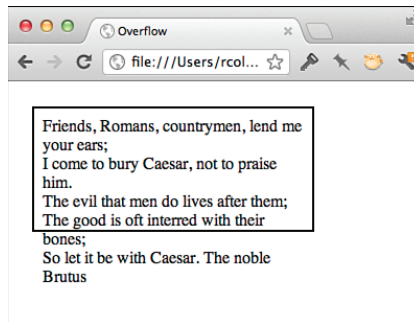 Overflow
file:///Users/rcol...
Friends, Romans, countrymen, lend me
your ears;
I come to bury Caesar, not to praise
him.
The evil that men do lives after them;
The good is oft interred with their
bones;
So let it be with Caesar. The noble
Brutus